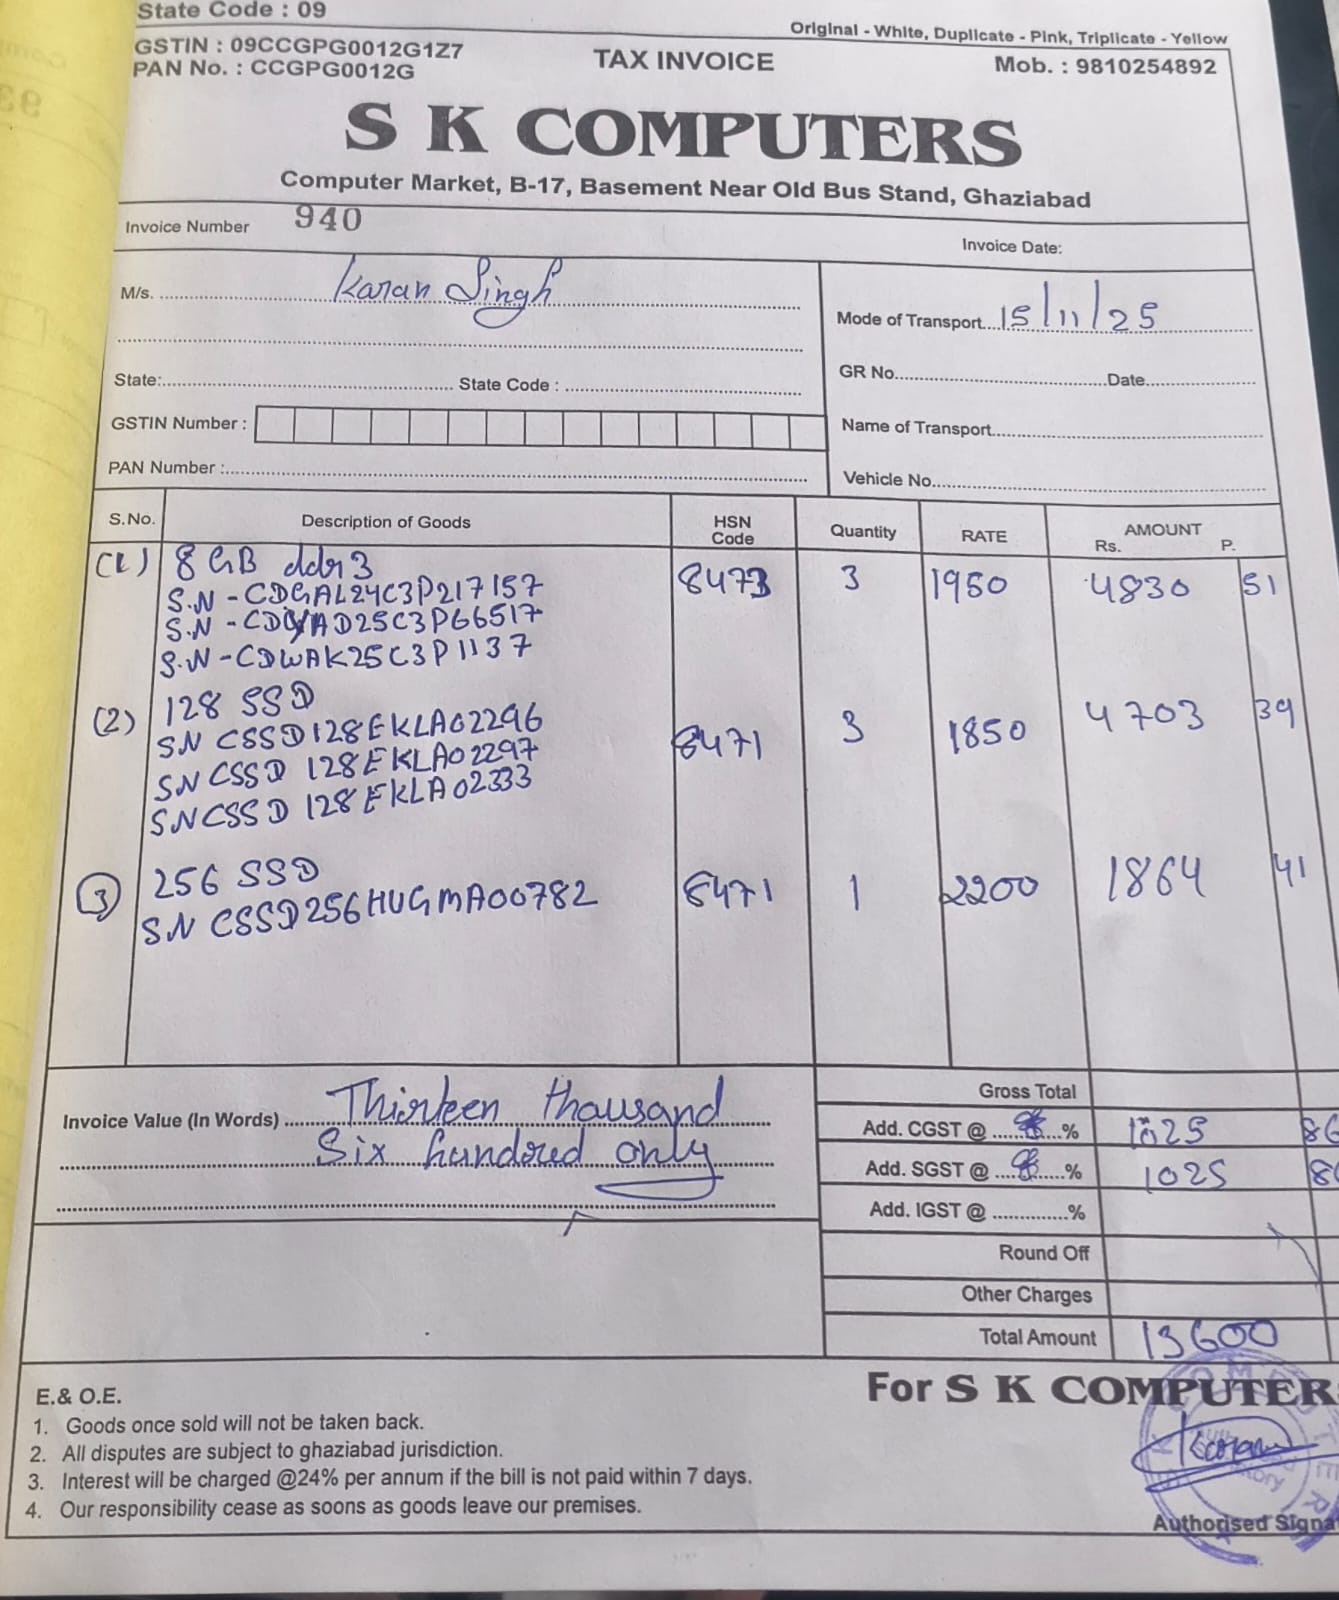 State Code : 09
Original - White, Duplicate - Pink, Triplicate - Yellow
GSTIN : 09CCGPG0012G1Z7
PAN No. : CCGPG0012G
TAX INVOICE
Mob. : 9810254892
S K COMPUTERS
Computer Market, B-17, Basement Near Old Bus Stand, Ghaziabad
Invoice Number 940
Invoice Date:
M/s. Karan Singh
Mode of Transport 15/11/25
State: State Code :
GR No. Date
GSTIN Number :
Name of Transport
PAN Number :
Vehicle No.
S.No. Description of Goods HSN Code Quantity RATE AMOUNT Rs. P.
(1) 8 GB ddr3 8473 3 1950 4830 51
S.N - CDGAL24C3P217157
S.N - AD25C3P66517
S.N - CDWAK25C3P1137
(2) 128 SSD 8471 3 1850 4703 39
SN CSSD128EKLA02296
SN CSSD 128EKLA02297
SN CSSD 128EKLA02333
(3) 256 SSD 8471 1 2200 1864 41
SN CSSD256HUGMA00782
Gross Total
Invoice Value (In Words) Thirteen thousand
Six hundred only
Add. CGST @ % 1025 86
Add. SGST @ % 1025 86
Add. IGST @ %
Round Off
Other Charges
Total Amount 13600
For S K COMPUTER
E.& O.E.
1. Goods once sold will not be taken back.
2. All disputes are subject to ghaziabad jurisdiction.
3. Interest will be charged @24% per annum if the bill is not paid within 7 days.
4. Our responsibility cease as soons as goods leave our premises.
Authorised Signa